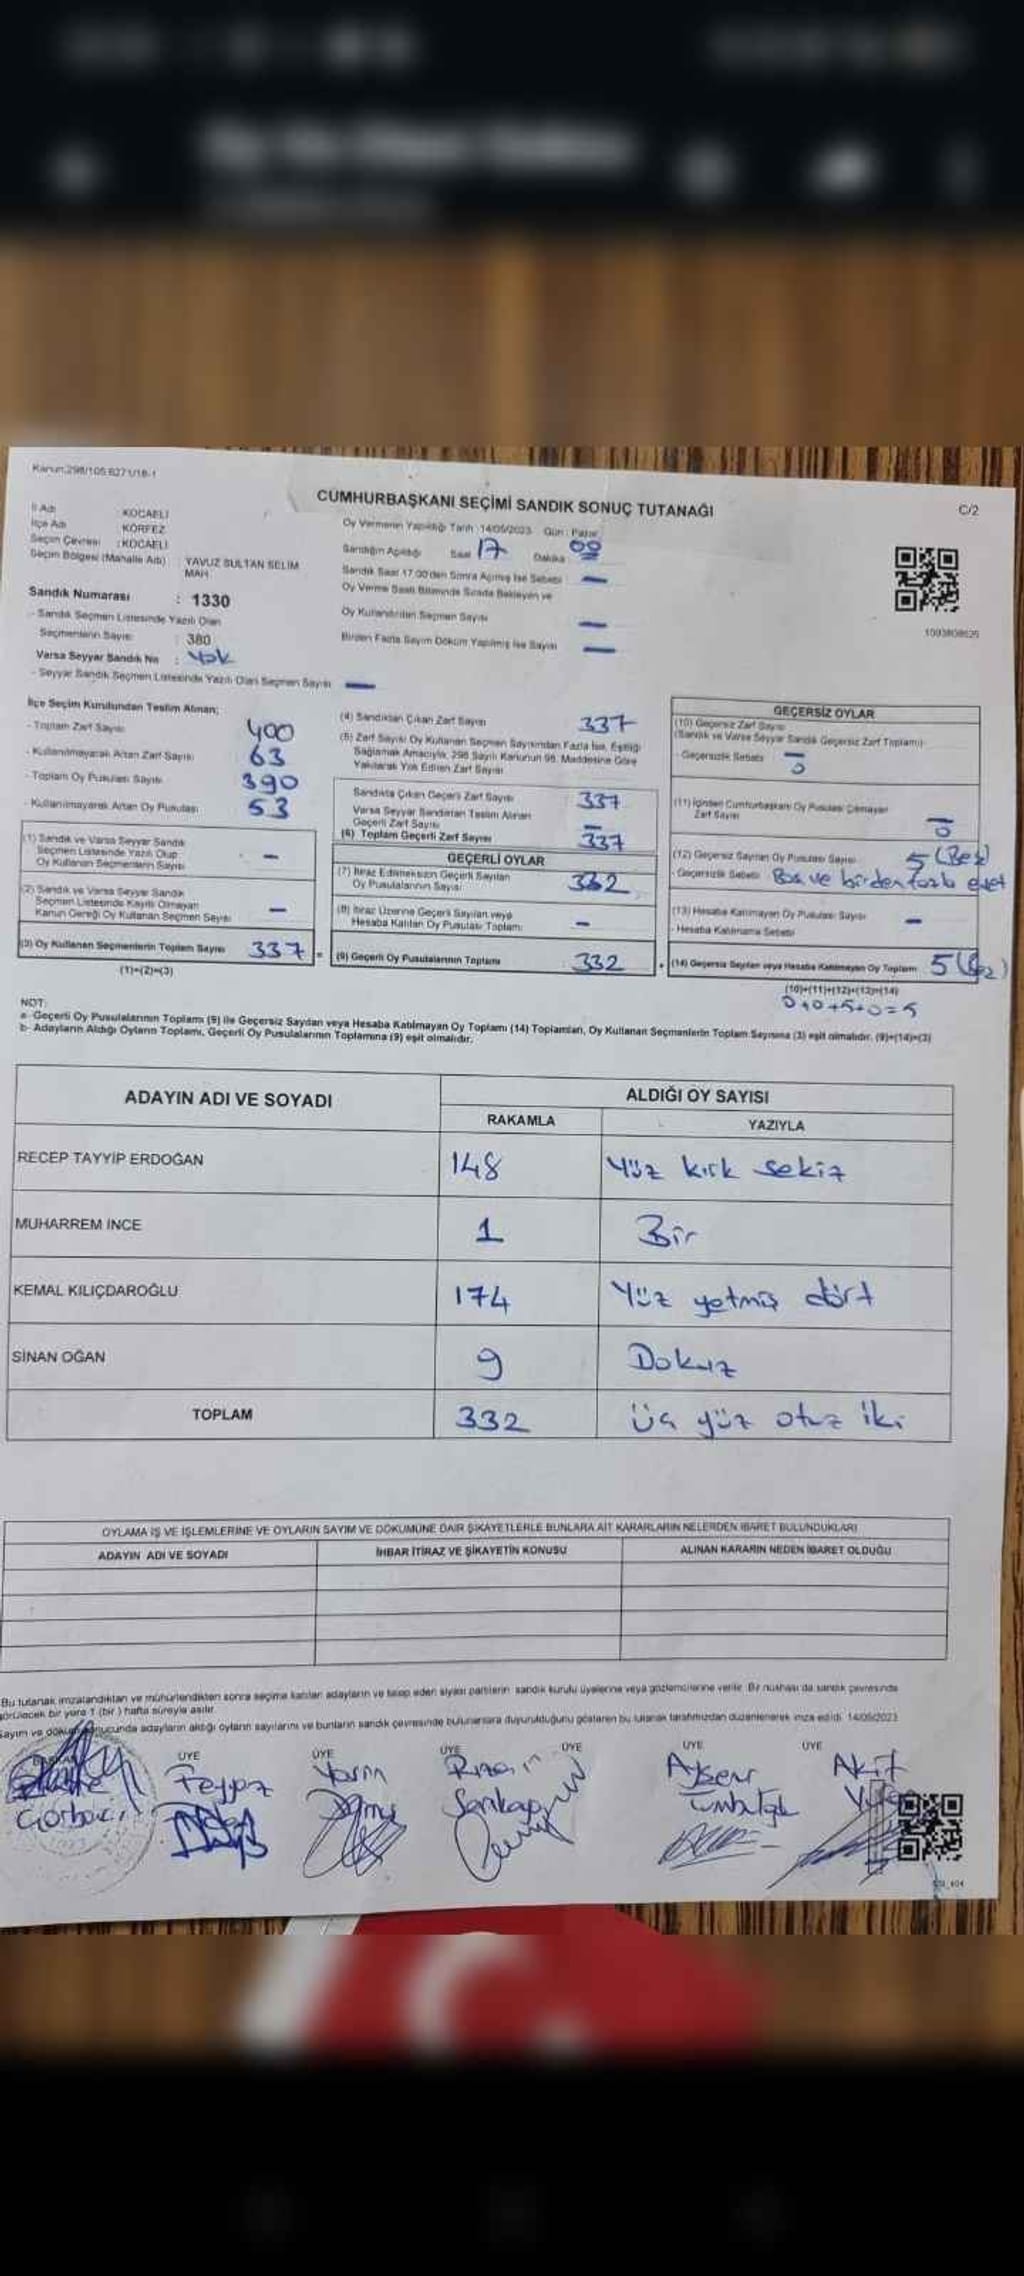 Kanun:298/105.6271/18-1
CUMHURBAŞKANI SEÇİMİ SANDIK SONUÇ TUTANAĞI
C/2
İl Adı : KOCAELİ
İlçe Adı : KÖRFEZ
Seçim Çevresi : KOCAELİ
Seçim Bölgesi (Mahalle Adı) : YAVUZ SULTAN SELİM MAH.
Sandık Numarası : 1330
- Sandık Seçmen Listesinde Yazılı Olan
Seçmenlerin Sayısı : 380
Varsa Seyyar Sandık No : Yok
- Seyyar Sandık Seçmen Listesinde Yazılı Olan Seçmen Sayısı —
Oy Vermenin Yapıldığı Tarih : 14/05/2023 Gün : Pazar
Sandığın Açıldığı Saat 17 Dakika : 00
Sandık Saat 17:00'den Sonra Açılmış İse Sebebi : —
Oy Verme Saati Bitiminde Sırada Bekleyen ve
Oy Kullandırılan Seçmen Sayısı —
Birden Fazla Sayım Döküm Yapılmış İse Sayısı —
1093808626
İlçe Seçim Kurulundan Teslim Alınan;
- Toplam Zarf Sayısı 400
- Kullanılmayarak Artan Zarf Sayısı 63
- Toplam Oy Pusulası Sayısı 390
- Kullanılmayarak Artan Oy Pusulası 53
(1) Sandık ve Varsa Seyyar Sandık
Seçmen Listesinde Yazılı Olup
Oy Kullanan Seçmenlerin Sayısı —
(2) Sandık ve Varsa Seyyar Sandık
Seçmen Listesinde Kayıtlı Olmayan
Kanun Gereği Oy Kullanan Seçmen Sayısı —
(3) Oy Kullanan Seçmenlerin Toplam Sayısı 337 =
(1)+(2)=(3)
(4) Sandıktan Çıkan Zarf Sayısı 337
(5) Zarf Sayısı Oy Kullanan Seçmen Sayısından Fazla İse, Eşitliği
Sağlamak Amacıyla, 298 Sayılı Kanunun 98. Maddesine Göre
Yakılarak Yok Edilen Zarf Sayısı
Sandıkta Çıkan Geçerli Zarf Sayısı 337
Varsa Seyyar Sandıktan Teslim Alınan
Geçerli Zarf Sayısı —
(6) Toplam Geçerli Zarf Sayısı 337
GEÇERLİ OYLAR
(7) İtiraz Edilmeksizin Geçerli Sayılan
Oy Pusulalarının Sayısı 332
(8) İtiraz Üzerine Geçerli Sayılan veya
Hesaba Katılan Oy Pusulası Toplamı —
(9) Geçerli Oy Pusulalarının Toplamı 332 +
GEÇERSİZ OYLAR
(10) Geçersiz Zarf Sayısı
(Sandık ve Varsa Seyyar Sandık Geçersiz Zarf Toplamı)
- Geçersizlik Sebebi 0
(11) İçinden Cumhurbaşkanı Oy Pusulası Çıkmayan
Zarf Sayısı 0
(12) Geçersiz Sayılan Oy Pusulası Sayısı 5 (Beş)
- Geçersizlik Sebebi Boş ve birden fazla evet
(13) Hesaba Katılmayan Oy Pusulası Sayısı —
- Hesaba Katılmama Sebebi
(14) Geçersiz Sayılan veya Hesaba Katılmayan Oy Toplamı 5
(10)+(11)+(12)+(13)=(14)
0+0+5+0=5
NOT:
a- Geçerli Oy Pusulalarının Toplamı (9) ile Geçersiz Sayılan veya Hesaba Katılmayan Oy Toplamı (14) Toplamları, Oy Kullanan Seçmenlerin Toplam Sayısına (3) eşit olmalıdır. (9)+(14)=(3)
b- Adayların Aldığı Oyların Toplamı, Geçerli Oy Pusulalarının Toplamına (9) eşit olmalıdır.
ADAYIN ADI VE SOYADI
ALDIĞI OY SAYISI
RAKAMLA YAZIYLA
RECEP TAYYİP ERDOĞAN 148 Yüz kırk sekiz
MUHARREM İNCE 1 Bir
KEMAL KILIÇDAROĞLU 174 Yüz yetmiş dört
SİNAN OĞAN 9 Dokuz
TOPLAM 332 Üç yüz otuz iki
OYLAMA İŞ VE İŞLEMLERİNE VE OYLARIN SAYIM VE DÖKÜMÜNE DAİR ŞİKAYETLERLE BUNLARA AİT KARARLARIN NELERDEN İBARET BULUNDUKLARI
ADAYIN ADI VE SOYADI İHBAR İTİRAZ VE ŞİKAYETİN KONUSU ALINAN KARARIN NEDEN İBARET OLDUĞU
Bu tutanak imzalandıktan ve mühürlendikten sonra seçime katılan adayların ve talep eden siyasi partilerin sandık kurulu üyelerine veya gözlemcilerine verilir. Bir nüshası da sandık çevresinde
görülecek bir yere 1 (bir) hafta süreyle asılır.
Sayım ve döküm sonucunda adayların aldığı oyların sayılarını ve bunların sandık çevresinde bulunanlara duyurulduğunu gösteren bu tutanak tarafımızdan düzenlenerek imza edildi. 14/05/2023
ÜYE ÜYE ÜYE ÜYE ÜYE ÜYE
Feyyaz
Akif